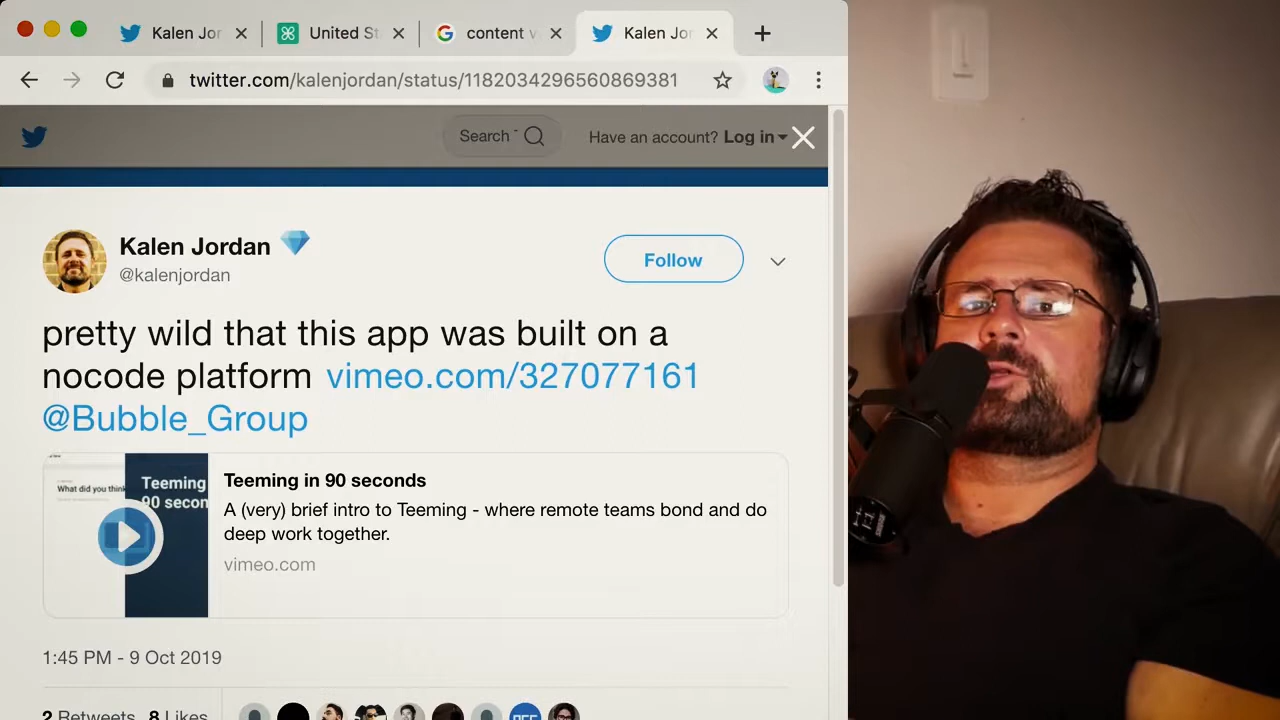 Kalen Jor
United St
content v
Kalen Jor
twitter.com/kalenjordan/status/1182034296560869381
Search
Have an account? Log in
Kalen Jordan
@kalenjordan
Follow
pretty wild that this app was built on a
nocode platform vimeo.com/327077161
@Bubble_Group
What did you think
Teeming
90 secon
Teeming in 90 seconds
A (very) brief intro to Teeming - where remote teams bond and do
deep work together.
vimeo.com
1:45 PM - 9 Oct 2019
2 Retweets 8 Likes